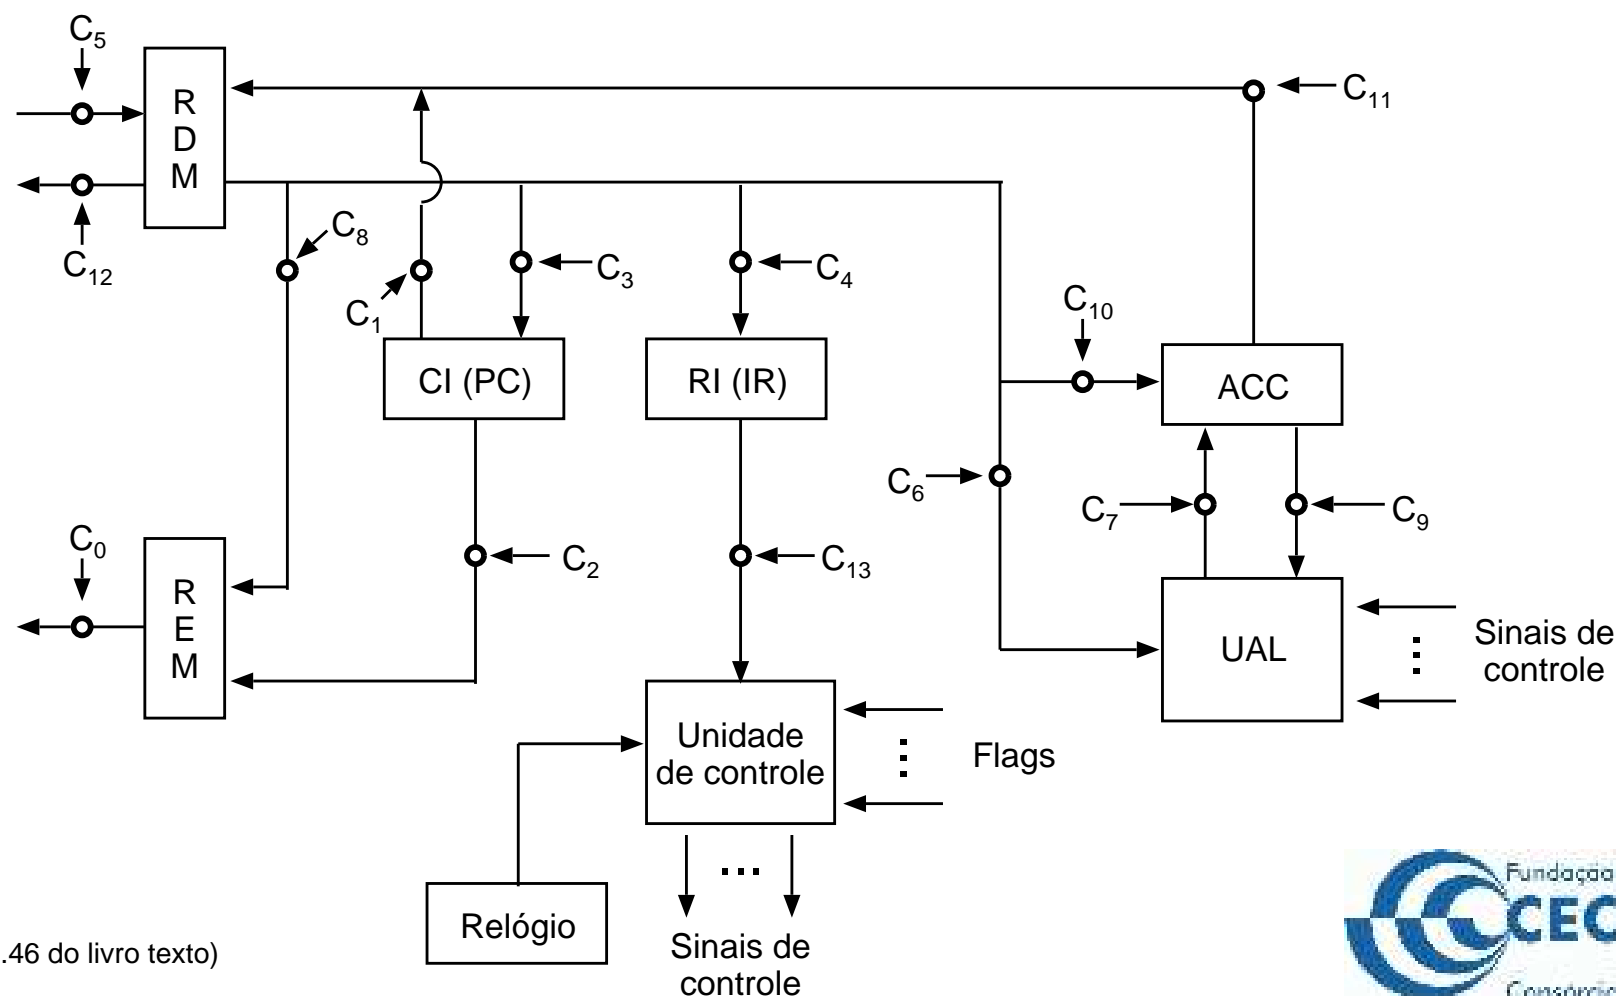 C5
R
D
M
C11
C12
C8
C1
C3
C4
C10
CI (PC)
RI (IR)
ACC
C6
C7
C9
C0
C2
C13
R
E
M
UAL
Sinais de
controle
Unidade
de controle
Flags
Relógio
Sinais de
controle
.46 do livro texto)
Fundação
CEC
Consórcio